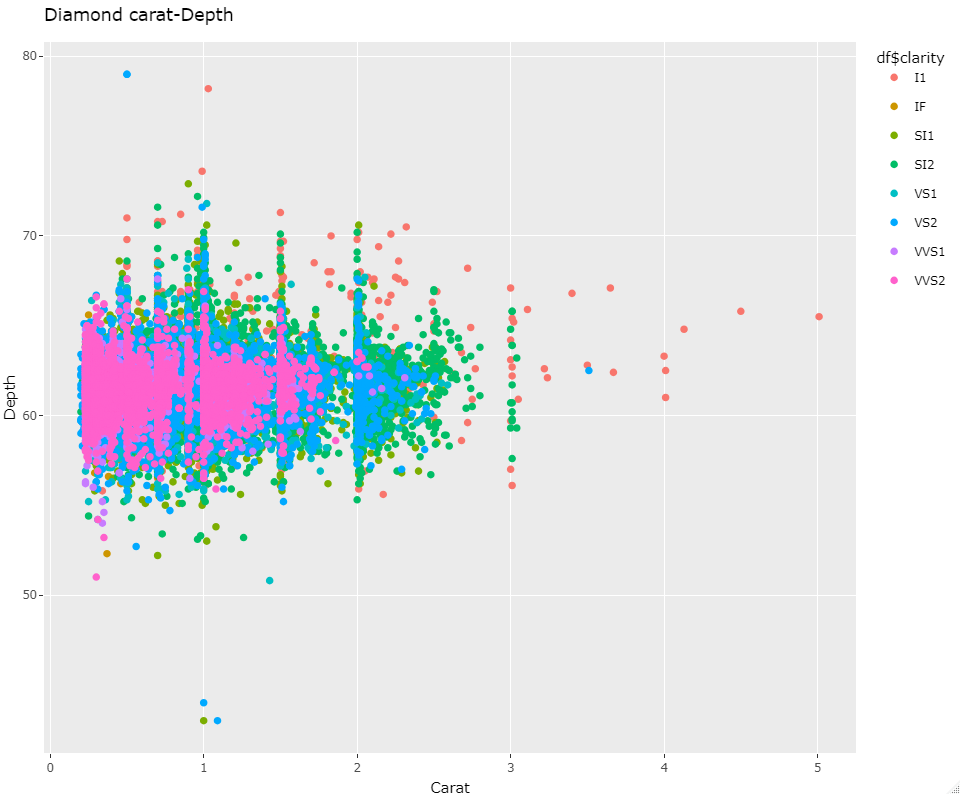 Diamond carat-Depth
df$clarity
I1
IF
SI1
SI2
VS1
VS2
VVS1
VVS2
80
70
60
50
Depth
0 1 2 3 4 5
Carat